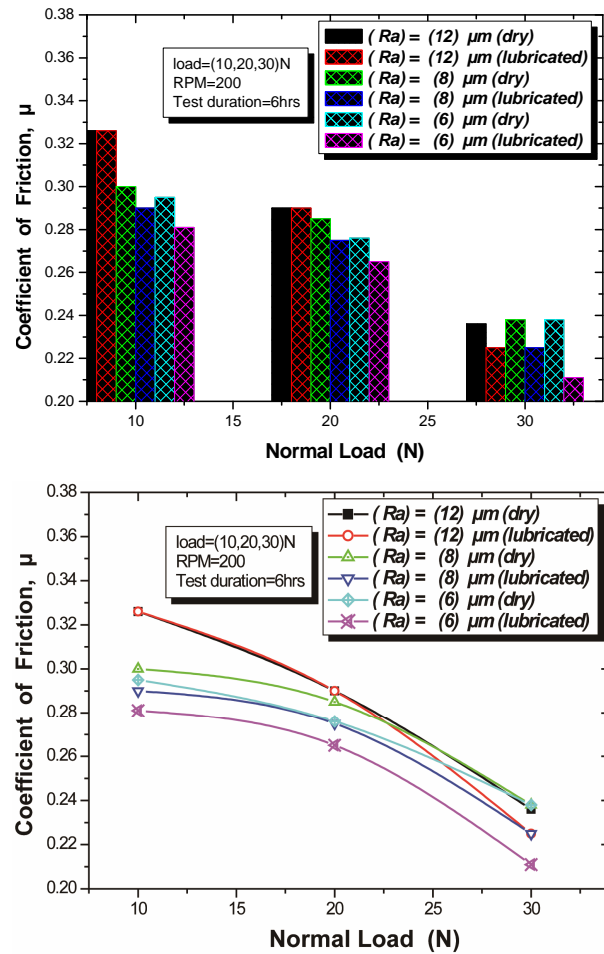 0.38
0.36
0.34
0.32
0.30
0.28
0.26
0.24
0.22
0.20
Coefficient of Friction, μ
load=(10,20,30)N
RPM=200
Test duration=6hrs
( Ra) = (12) μm (dry)
( Ra) = (12) μm (lubricated)
( Ra) = (8) μm (dry)
( Ra) = (8) μm (lubricated)
( Ra) = (6) μm (dry)
( Ra) = (6) μm (lubricated)
10 15 20 25 30
Normal Load (N)
0.38
0.36
0.34
0.32
0.30
0.28
0.26
0.24
0.22
0.20
Coefficient of Friction, μ
load=(10,20,30)N
RPM=200
Test duration=6hrs
( Ra) = (12) μm (dry)
( Ra) = (12) μm (lubricated)
( Ra) = (8) μm (dry)
( Ra) = (8) μm (lubricated)
( Ra) = (6) μm (dry)
( Ra) = (6) μm (lubricated)
10 15 20 25 30
Normal Load (N)